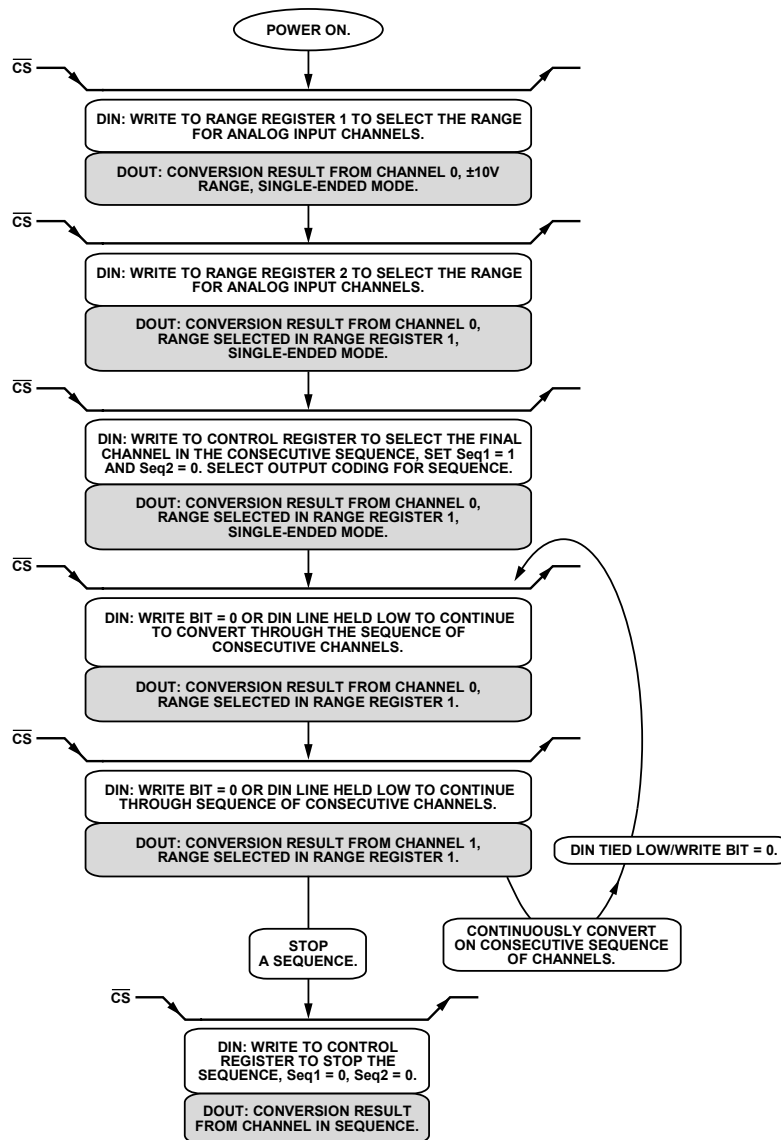 POWER ON.
CS
DIN: WRITE TO RANGE REGISTER 1 TO SELECT THE RANGE
FOR ANALOG INPUT CHANNELS.
DOUT: CONVERSION RESULT FROM CHANNEL 0, ±10V
RANGE, SINGLE-ENDED MODE.
CS
DIN: WRITE TO RANGE REGISTER 2 TO SELECT THE RANGE
FOR ANALOG INPUT CHANNELS.
DOUT: CONVERSION RESULT FROM CHANNEL 0,
RANGE SELECTED IN RANGE REGISTER 1,
SINGLE-ENDED MODE.
CS
DIN: WRITE TO CONTROL REGISTER TO SELECT THE FINAL
CHANNEL IN THE CONSECUTIVE SEQUENCE, SET Seq1 = 1
AND Seq2 = 0. SELECT OUTPUT CODING FOR SEQUENCE.
DOUT: CONVERSION RESULT FROM CHANNEL 0,
RANGE SELECTED IN RANGE REGISTER 1,
SINGLE-ENDED MODE.
CS
DIN: WRITE BIT = 0 OR DIN LINE HELD LOW TO CONTINUE
TO CONVERT THROUGH THE SEQUENCE OF
CONSECUTIVE CHANNELS.
DOUT: CONVERSION RESULT FROM CHANNEL 0,
RANGE SELECTED IN RANGE REGISTER 1.
CS
DIN: WRITE BIT = 0 OR DIN LINE HELD LOW TO CONTINUE
THROUGH SEQUENCE OF CONSECUTIVE CHANNELS.
DOUT: CONVERSION RESULT FROM CHANNEL 1,
RANGE SELECTED IN RANGE REGISTER 1.
DIN TIED LOW/WRITE BIT = 0.
CONTINUOUSLY CONVERT
ON CONSECUTIVE SEQUENCE
OF CHANNELS.
STOP
A SEQUENCE.
CS
DIN: WRITE TO CONTROL
REGISTER TO STOP THE
SEQUENCE, Seq1 = 0, Seq2 = 0.
DOUT: CONVERSION RESULT
FROM CHANNEL IN SEQUENCE.